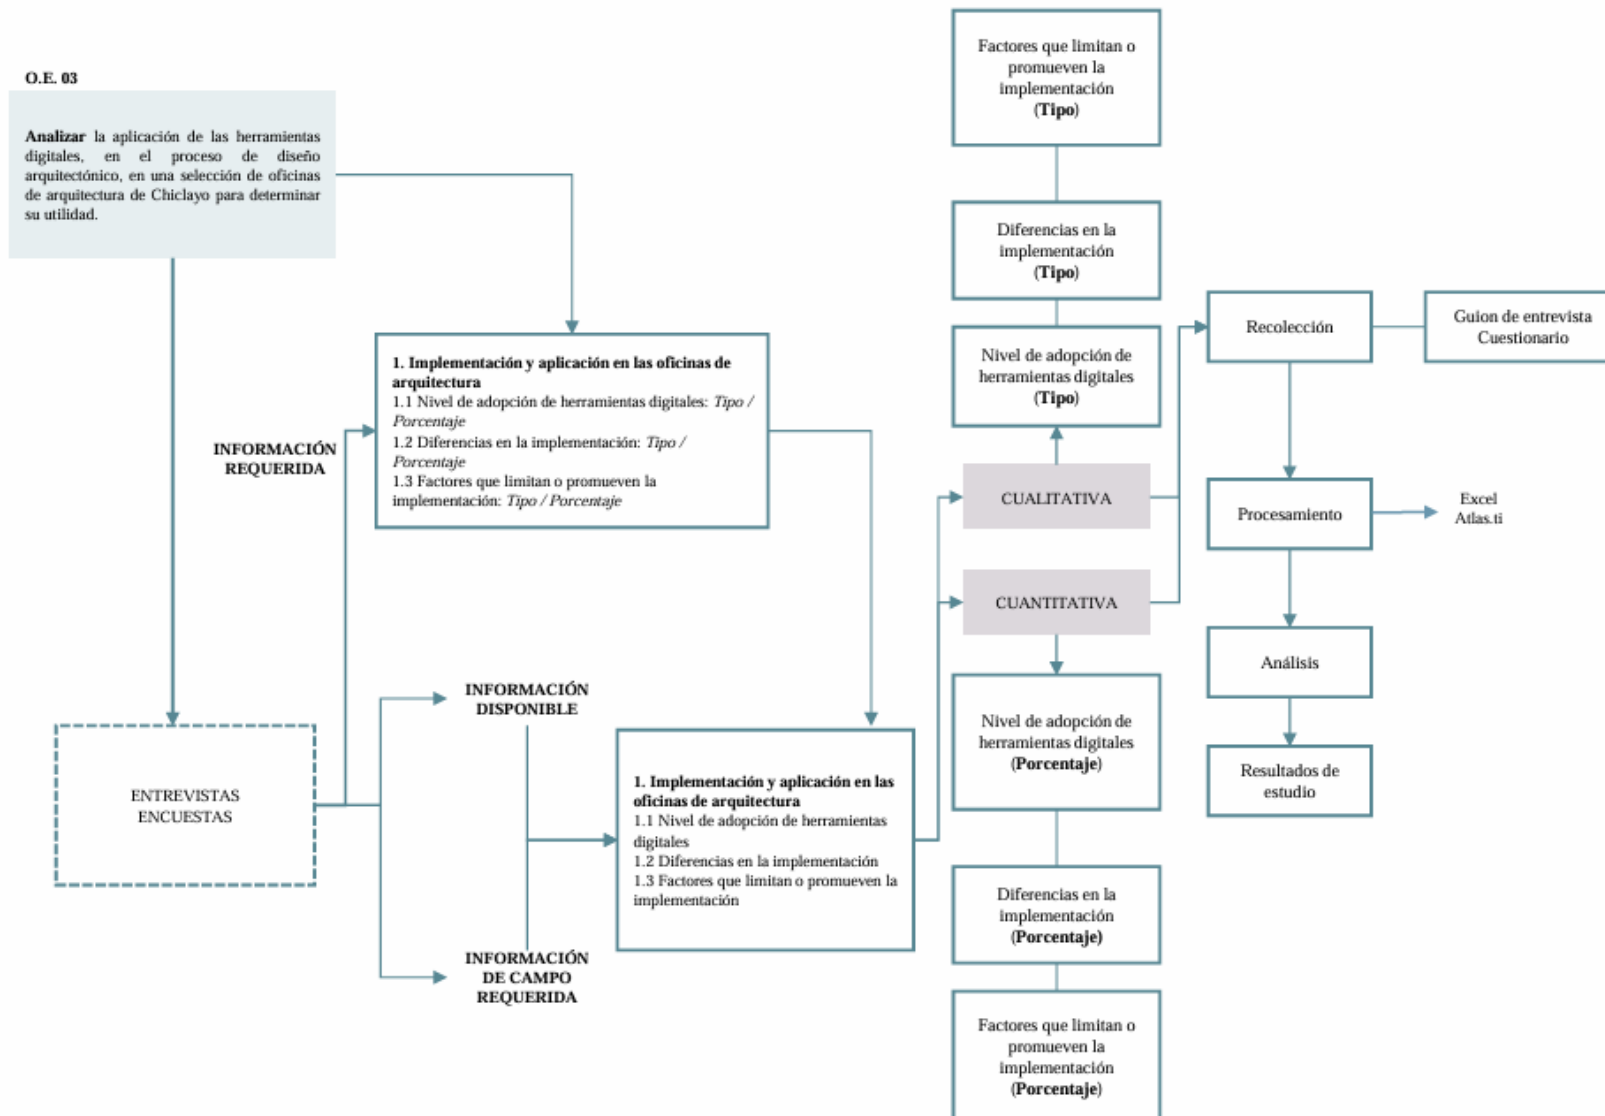 O.E. 03
Analizar la aplicación de las herramientas
digitales, en el proceso de diseño
arquitectónico, en una selección de oficinas
de arquitectura de Chiclayo para determinar
su utilidad.
INFORMACIÓN
REQUERIDA
1. Implementación y aplicación en las oficinas de
arquitectura
1.1 Nivel de adopción de herramientas digitales: Tipo /
Porcentaje
1.2 Diferencias en la implementación: Tipo /
Porcentaje
1.3 Factores que limitan o promueven la
implementación: Tipo / Porcentaje
ENTREVISTAS
ENCUESTAS
INFORMACIÓN
DISPONIBLE
INFORMACIÓN
DE CAMPO
REQUERIDA
1. Implementación y aplicación en las
oficinas de arquitectura
1.1 Nivel de adopción de herramientas
digitales
1.2 Diferencias en la implementación
1.3 Factores que limitan o promueven la
implementación
Factores que limitan o
promueven la
implementación
(Tipo)
Diferencias en la
implementación
(Tipo)
Nivel de adopción de
herramientas digitales
(Tipo)
CUALITATIVA
CUANTITATIVA
Nivel de adopción de
herramientas digitales
(Porcentaje)
Diferencias en la
implementación
(Porcentaje)
Factores que limitan o
promueven la
implementación
(Porcentaje)
Recolección
Guion de entrevista
Cuestionario
Procesamiento
Excel
Atlas.ti
Análisis
Resultados de
estudio